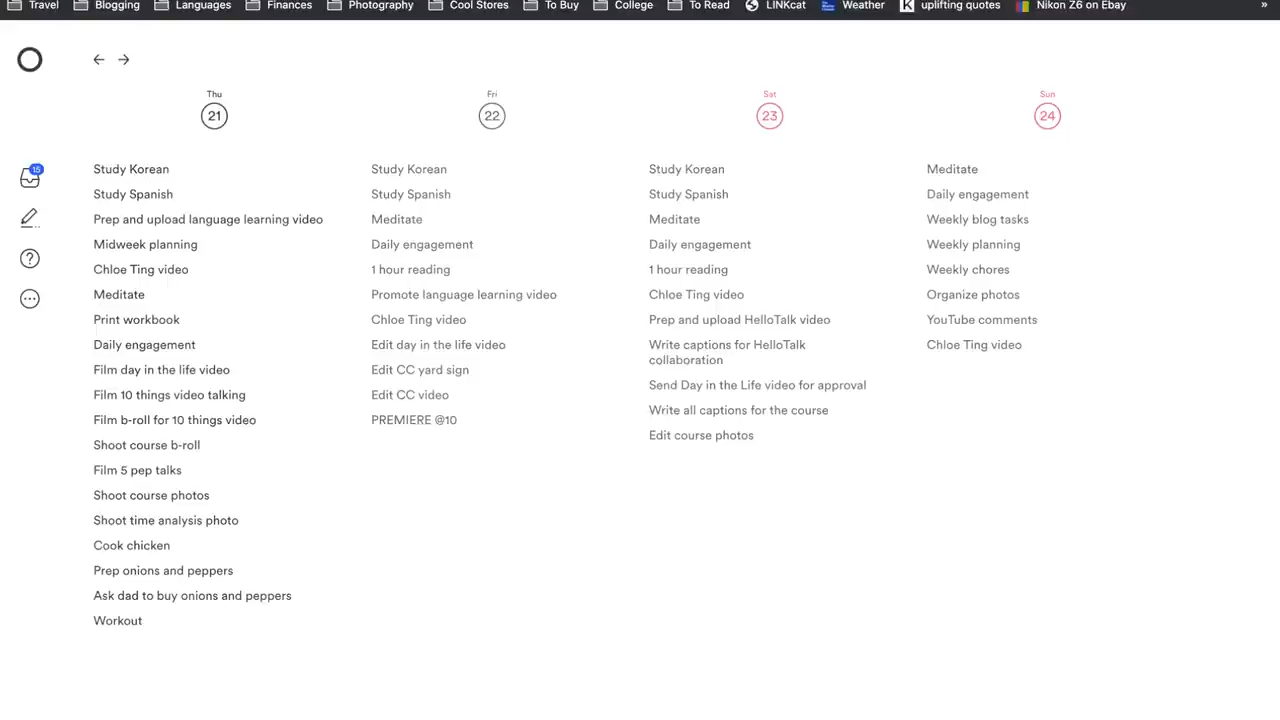 Travel Blogging Languages Finances Photography Cool Stores To Buy College To Read LINKcat Weather K uplifting quotes Nikon Z6 on Ebay »
Thu Fri Sat Sun
21 22 23 24
15
Study Korean
Study Spanish
Prep and upload language learning video
Midweek planning
Chloe Ting video
Meditate
Print workbook
Daily engagement
Film day in the life video
Film 10 things video talking
Film b-roll for 10 things video
Shoot course b-roll
Film 5 pep talks
Shoot course photos
Shoot time analysis photo
Cook chicken
Prep onions and peppers
Ask dad to buy onions and peppers
Workout
Study Korean
Study Spanish
Meditate
Daily engagement
1 hour reading
Promote language learning video
Chloe Ting video
Edit day in the life video
Edit CC yard sign
Edit CC video
PREMIERE @10
Study Korean
Study Spanish
Meditate
Daily engagement
1 hour reading
Chloe Ting video
Prep and upload HelloTalk video
Write captions for HelloTalk
collaboration
Send Day in the Life video for approval
Write all captions for the course
Edit course photos
Meditate
Daily engagement
Weekly blog tasks
Weekly planning
Weekly chores
Organize photos
YouTube comments
Chloe Ting video